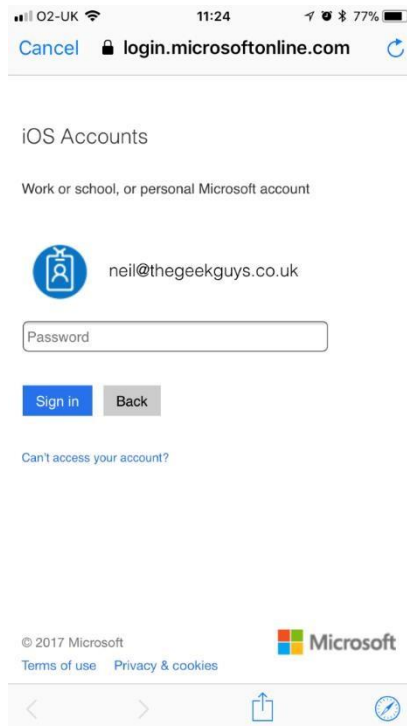 O2-UK 11:24 77%
Cancel login.microsoftonline.com
iOS Accounts
Work or school, or personal Microsoft account
neil@thegeekguys.co.uk
Password
Sign in Back
Can't access your account?
© 2017 Microsoft Microsoft
Terms of use Privacy & cookies